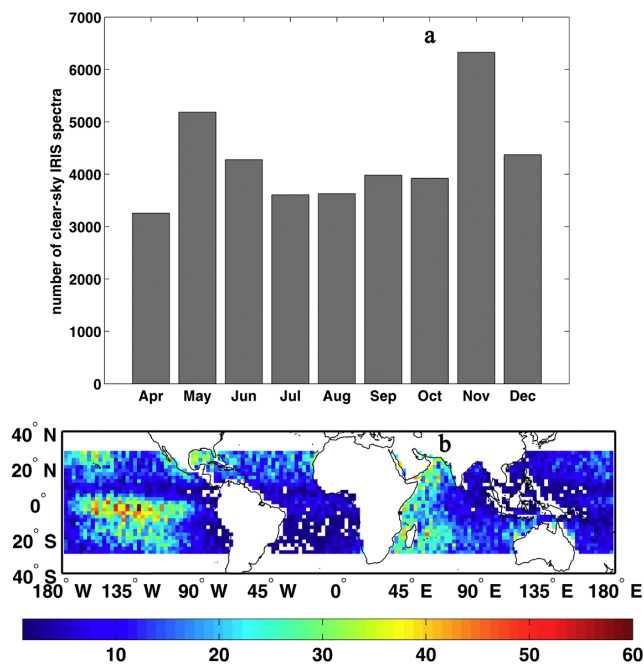 a
7000
6000
5000
4000
3000
2000
1000
0
number of clear-sky IRIS spectra
Apr May Jun Jul Aug Sep Oct Nov Dec
b
40° N
20° N
0°
20° S
40° S
180° W 135° W 90° W 45° W 0° 45° E 90° E 135° E 180° E
10 20 30 40 50 60